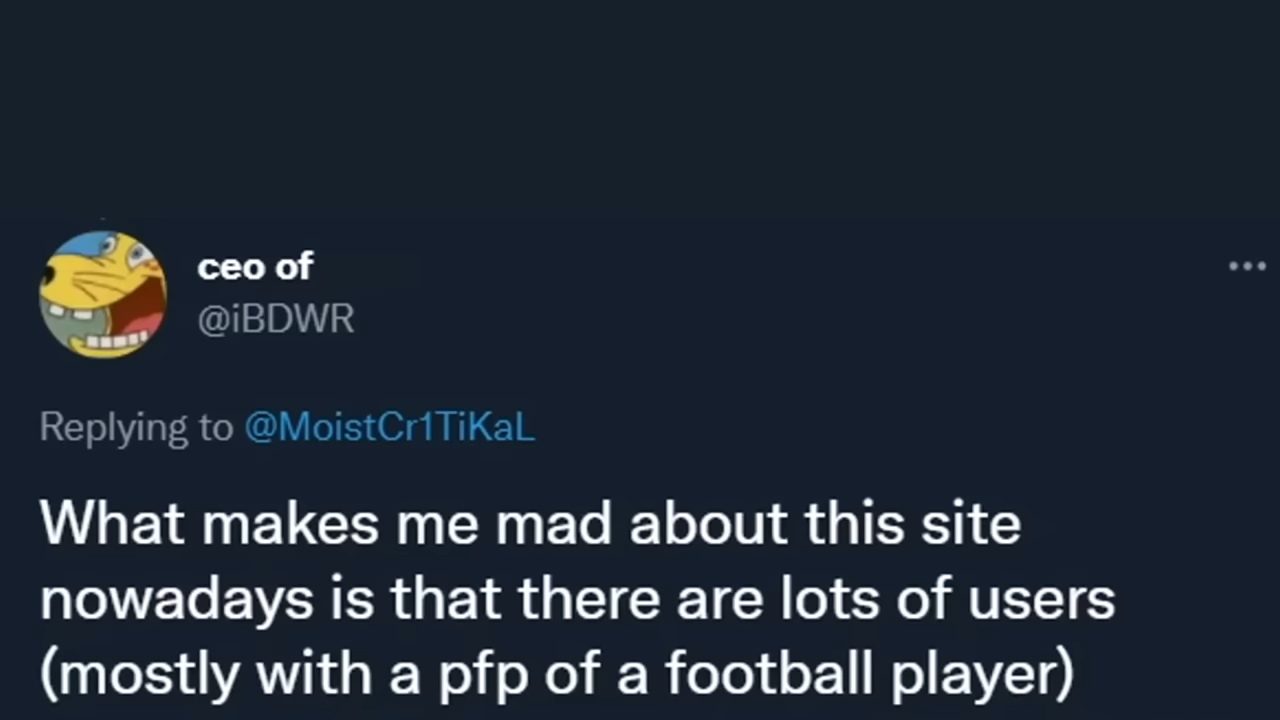 ceo of
@iBDWR
Replying to @MoistCr1TiKaL
What makes me mad about this site
nowadays is that there are lots of users
(mostly with a pfp of a football player)